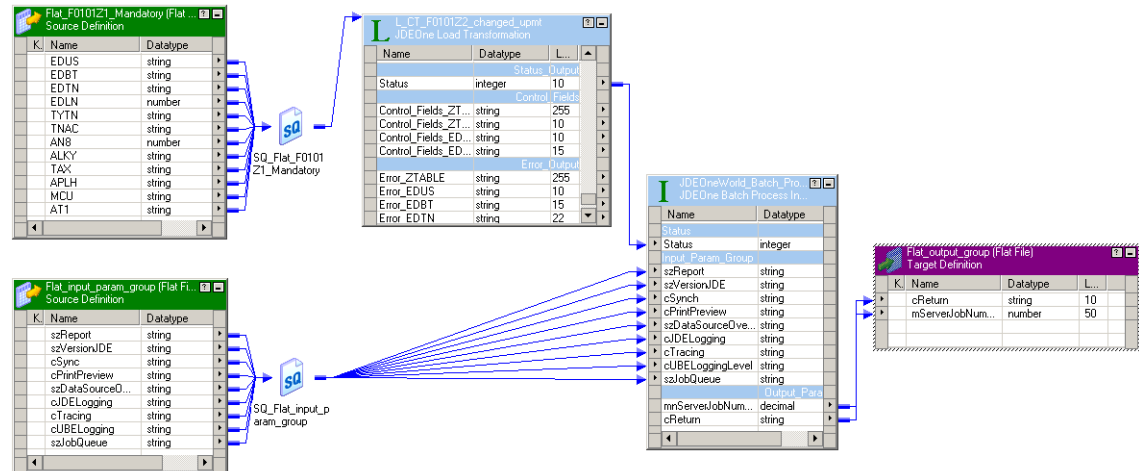 Flat_F0101Z1_Mandatory (Flat ...
Source Definition
K. Name Datatype
EDUS string
EDBT string
EDTN string
EDLN number
TYTN string
TNAC string
AN8 number
ALKY string
TAX string
APLH string
MCU string
AT1 string
SQ
SQ_Flat_F0101
Z1_Mandatory
L
L_CT_F0101Z2_changed_upmt
JDEOne Load Transformation
Name Datatype L...
Status_Output
Status integer 10
Control_Fields
Control_Fields_ZT... string 255
Control_Fields_ZT... string 10
Control_Fields_ED... string 10
Control_Fields_ED... string 15
Error_Output
Error_ZTABLE string 255
Error_EDUS string 10
Error_EDBT string 15
Error_EDTN string 22
Flat_input_param_group (Flat Fi...
Source Definition
K. Name Datatype
szReport string
szVersionJDE string
cSync string
cPrintPreview string
szDataSourceO... string
cJDELogging string
cTracing string
cUBELogging string
szJobQueue string
SQ
SQ_Flat_input_p
aram_group
I
JDEOneWorld_Batch_Pro...
JDEOne Batch Process In...
Name Datatype
Status
Status integer
Input_Param_Group
szReport string
szVersionJDE string
cSynch string
cPrintPreview string
szDataSourceOve... string
cJDELogging string
cTracing string
cUBELoggingLevel string
szJobQueue string
Output_Para
mnServerJobNum... decimal
cReturn string
Flat_output_group (Flat File)
Target Definition
K. Name Datatype L...
cReturn string 10
mServerJobNum... number 50